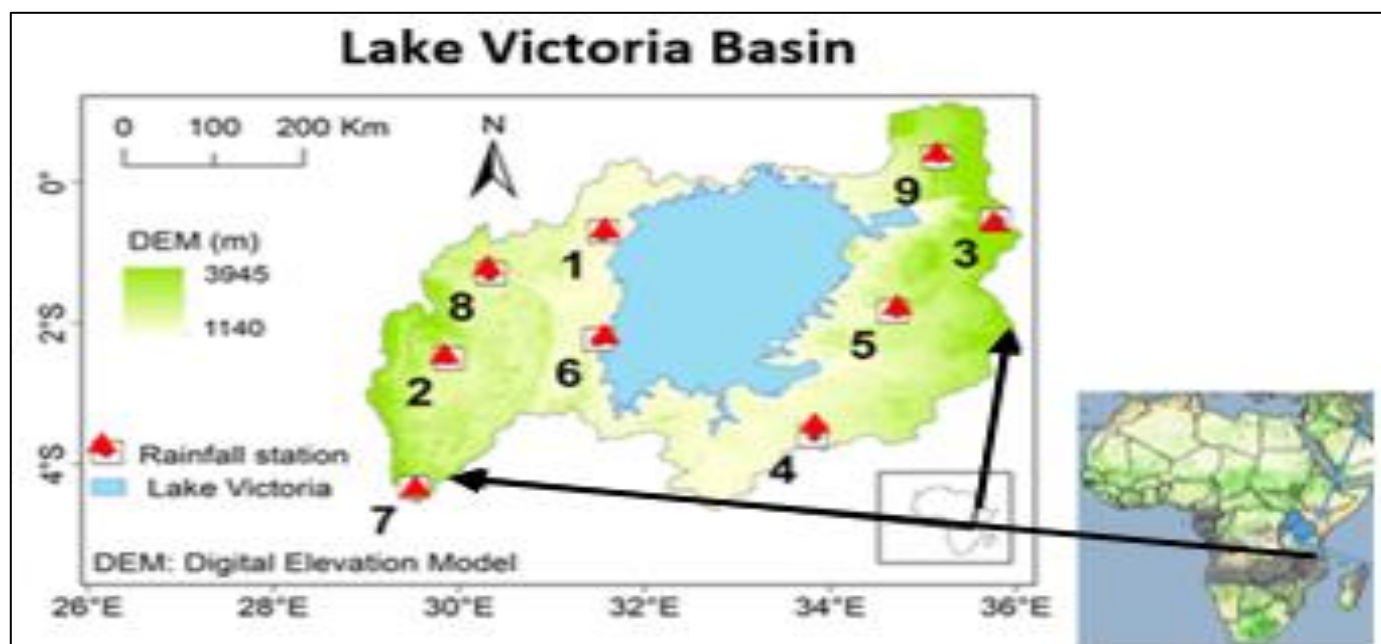 Lake Victoria Basin
0 100 200 Km
N
0°
2°S
4°S
DEM (m)
3945
1140
9
3
1
8
5
6
2
4
7
Rainfall station
Lake Victoria
DEM: Digital Elevation Model
26°E 28°E 30°E 32°E 34°E 36°E